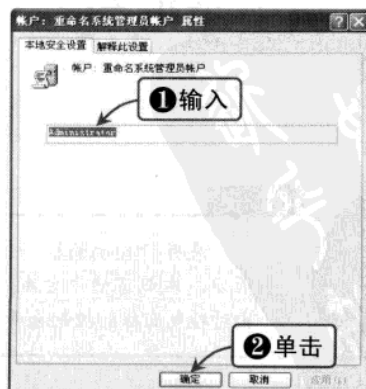 帐户: 重命名系统管理员帐户 属性
本地安全设置 解释此设置
帐户: 重命名系统管理员帐户
❶输入
Administrator
❷单击
确定 取消 应用(A)